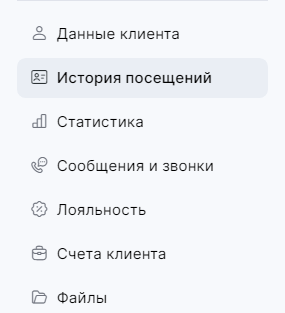 Данные клиента
История посещений
Статистика
Сообщения и звонки
Лояльность
Счета клиента
Файлы